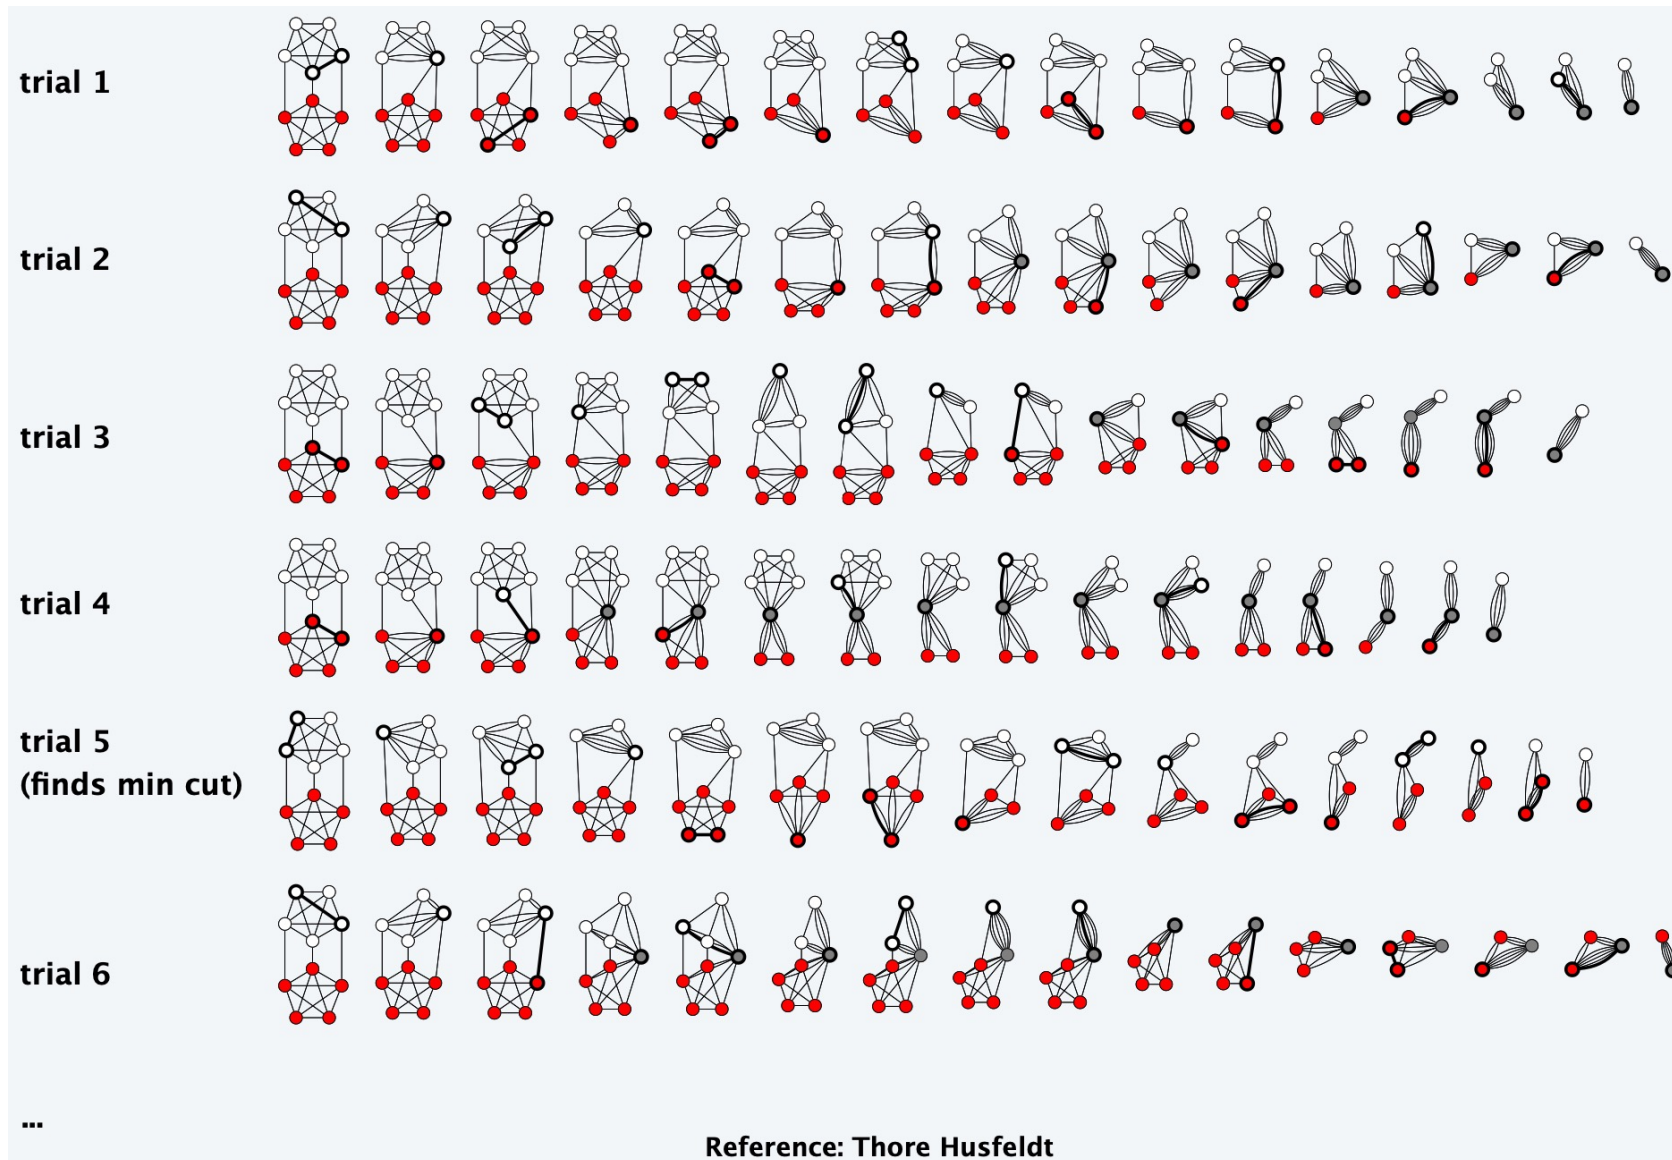 trial 1
trial 2
trial 3
trial 4
trial 5
(finds min cut)
trial 6
...
Reference: Thore Husfeldt